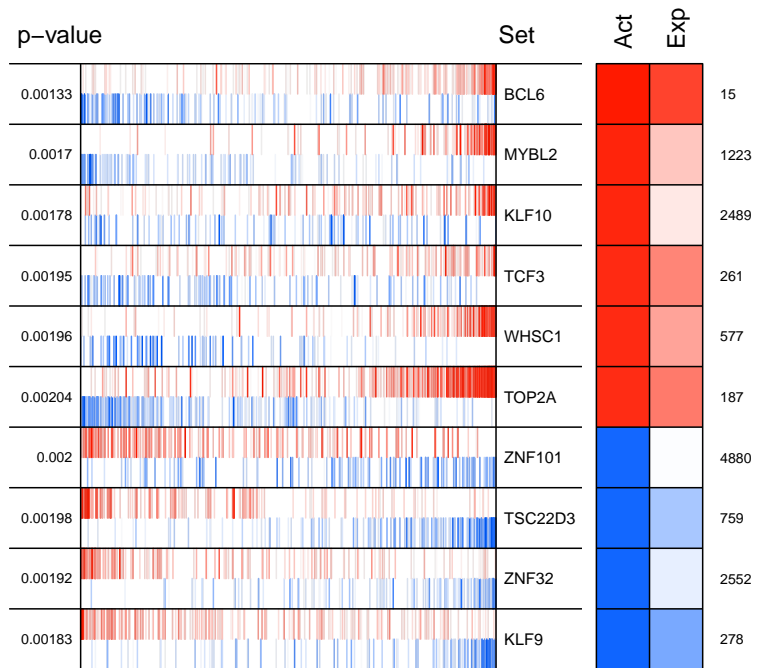 p−value Set Act Exp
0.00133 BCL6 15
0.0017 MYBL2 1223
0.00178 KLF10 2489
0.00195 TCF3 261
0.00196 WHSC1 577
0.00204 TOP2A 187
0.002 ZNF101 4880
0.00198 TSC22D3 759
0.00192 ZNF32 2552
0.00183 KLF9 278